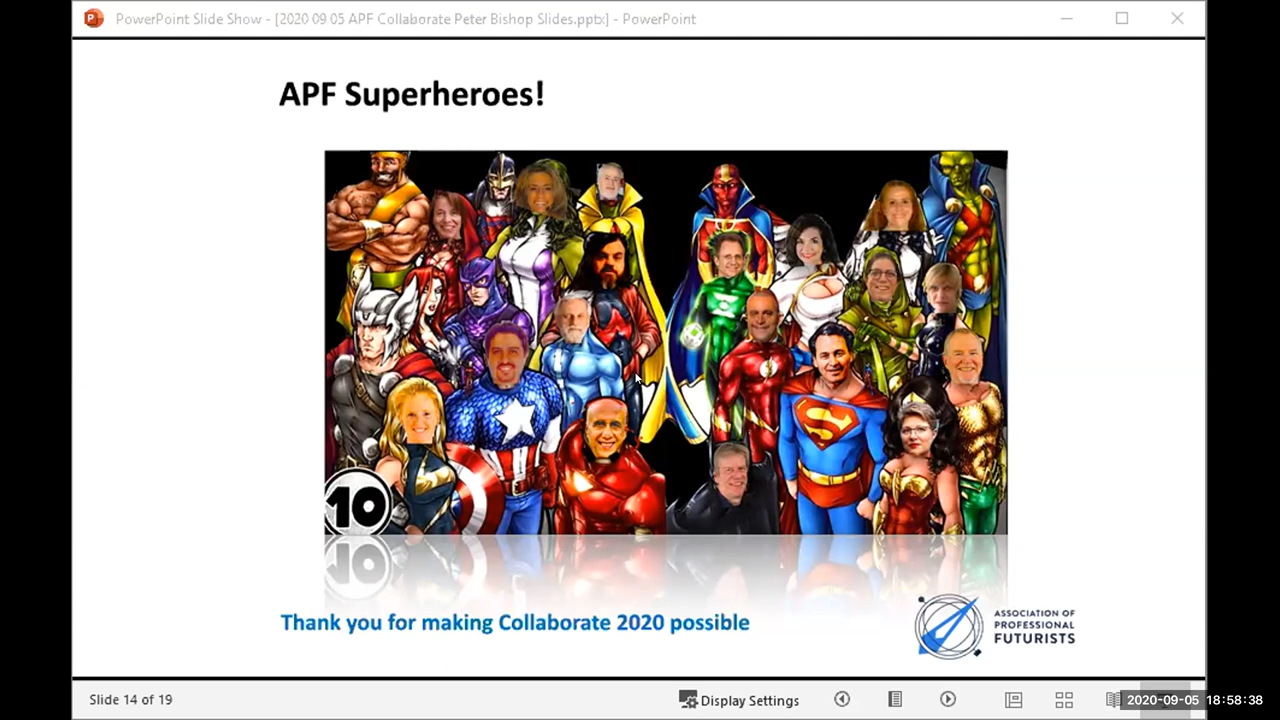 PowerPoint Slide Show - [2020 09 05 APF Collaborate Peter Bishop Slides.pptx] - PowerPoint
APF Superheroes!
10
Thank you for making Collaborate 2020 possible
ASSOCIATION OF
PROFESSIONAL
FUTURISTS
Slide 14 of 19
Display Settings
2020-09-05 18:58:38